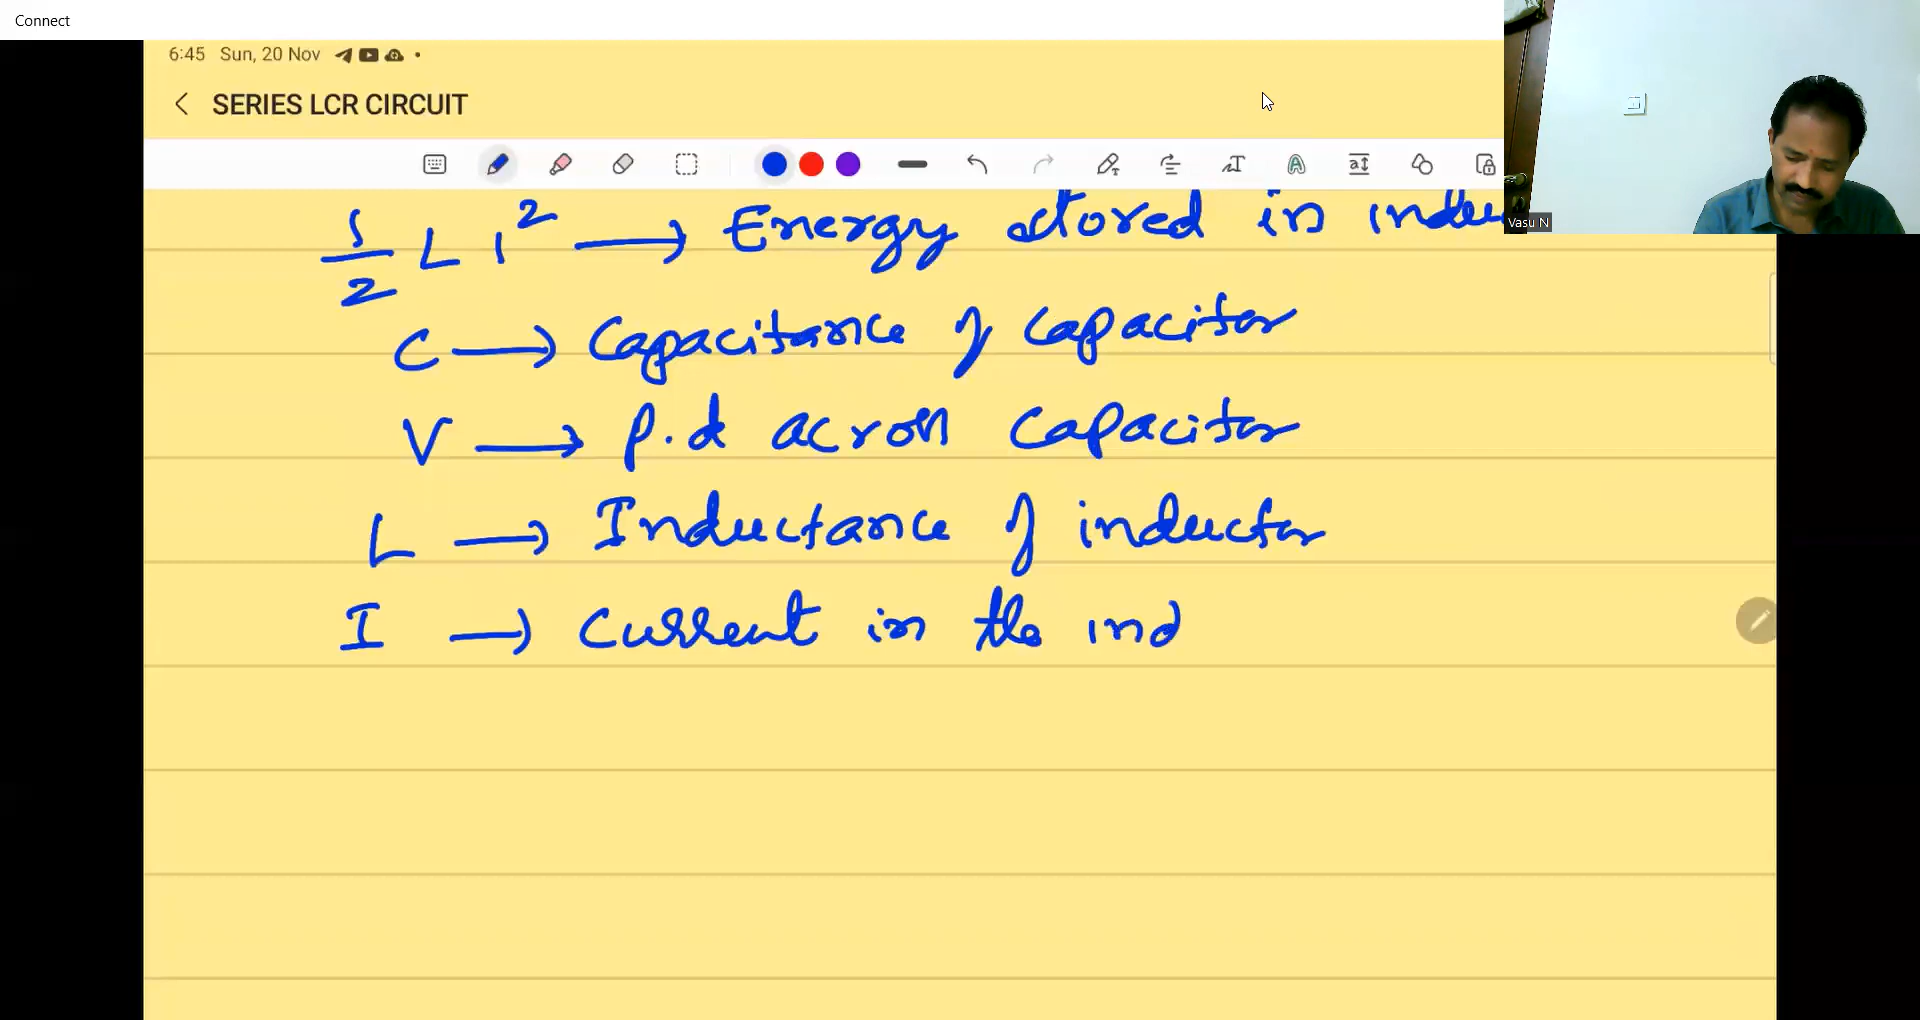 Connect
6:45 Sun, 20 Nov
SERIES LCR CIRCUIT
1/2 L I² → Energy stored in indu
Vasu N
C → Capacitance of capacitor
V → p.d across capacitor
L → Inductance of inductor
I → Current in the ind